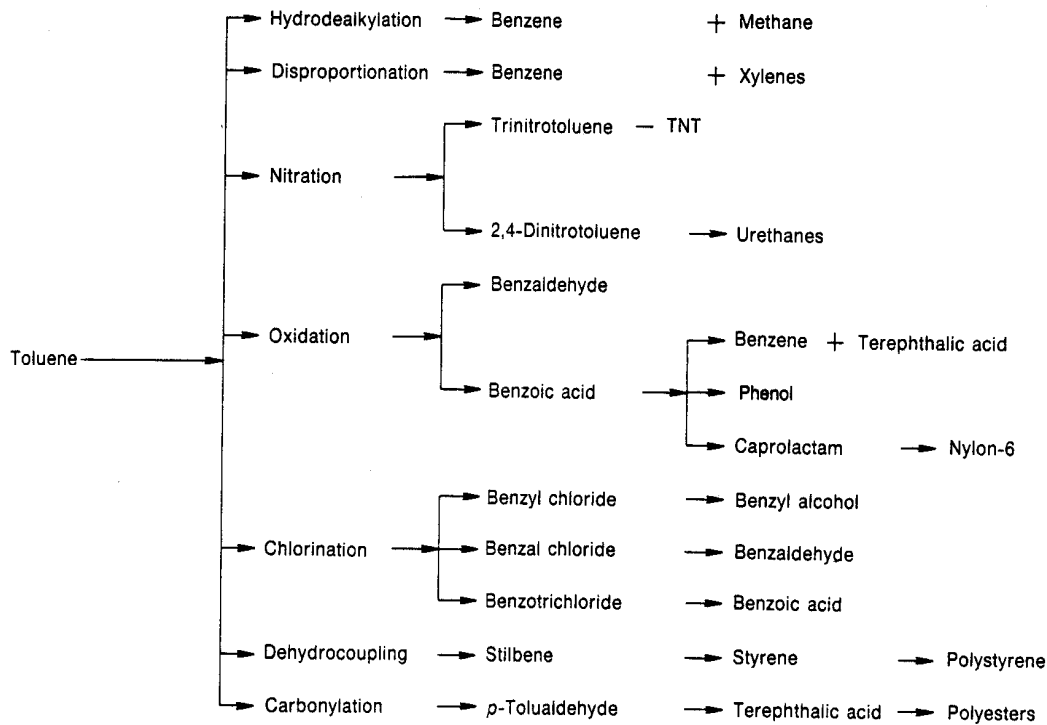 Hydrodealkylation Benzene + Methane
Disproportionation Benzene + Xylenes
Trinitrotoluene — TNT
Nitration
2,4-Dinitrotoluene Urethanes
Benzaldehyde
Oxidation
Benzene + Terephthalic acid
Toluene
Benzoic acid Phenol
Caprolactam Nylon-6
Benzyl chloride Benzyl alcohol
Chlorination Benzal chloride Benzaldehyde
Benzotrichloride Benzoic acid
Dehydrocoupling Stilbene Styrene Polystyrene
Carbonylation p-Tolualdehyde Terephthalic acid Polyesters